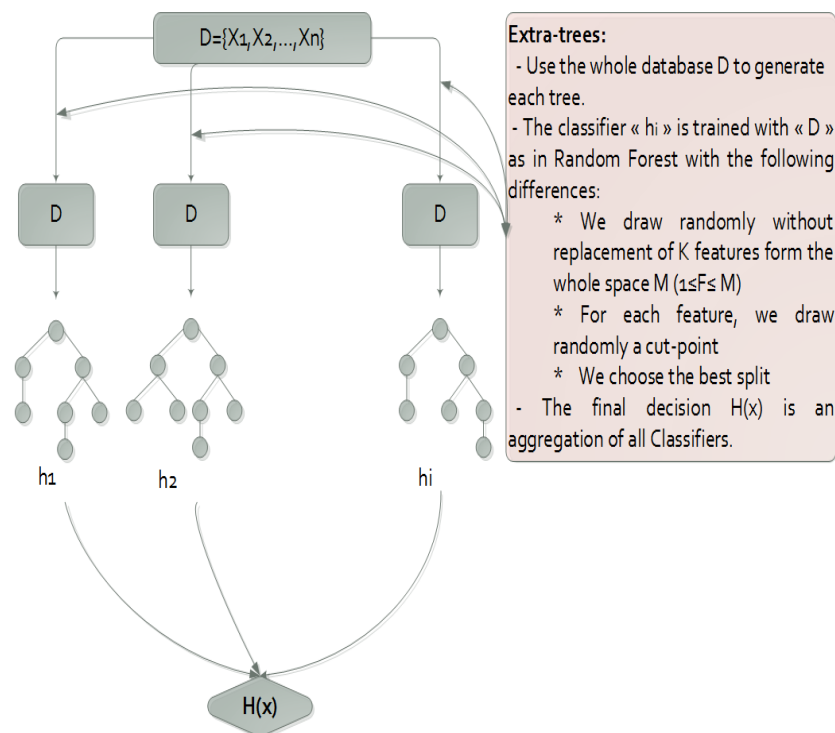 D={X1,X2,...,Xn}
D
D
D
h1
h2
hi
H(x)
Extra-trees:
- Use the whole database D to generate
each tree.
- The classifier « hi » is trained with « D »
as in Random Forest with the following
differences:
* We draw randomly without
replacement of K features form the
whole space M (1≤F≤ M)
* For each feature, we draw
randomly a cut-point
* We choose the best split
- The final decision H(x) is an
aggregation of all Classifiers.